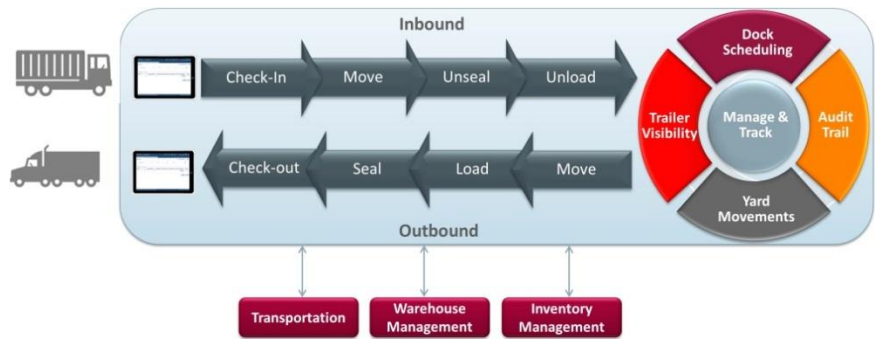 Inbound
Check-In
Move
Unseal
Unload
Check-out
Seal
Load
Move
Outbound
Dock
Scheduling
Trailer
Visibility
Manage &
Track
Audit
Trail
Yard
Movements
Transportation
Warehouse
Management
Inventory
Management